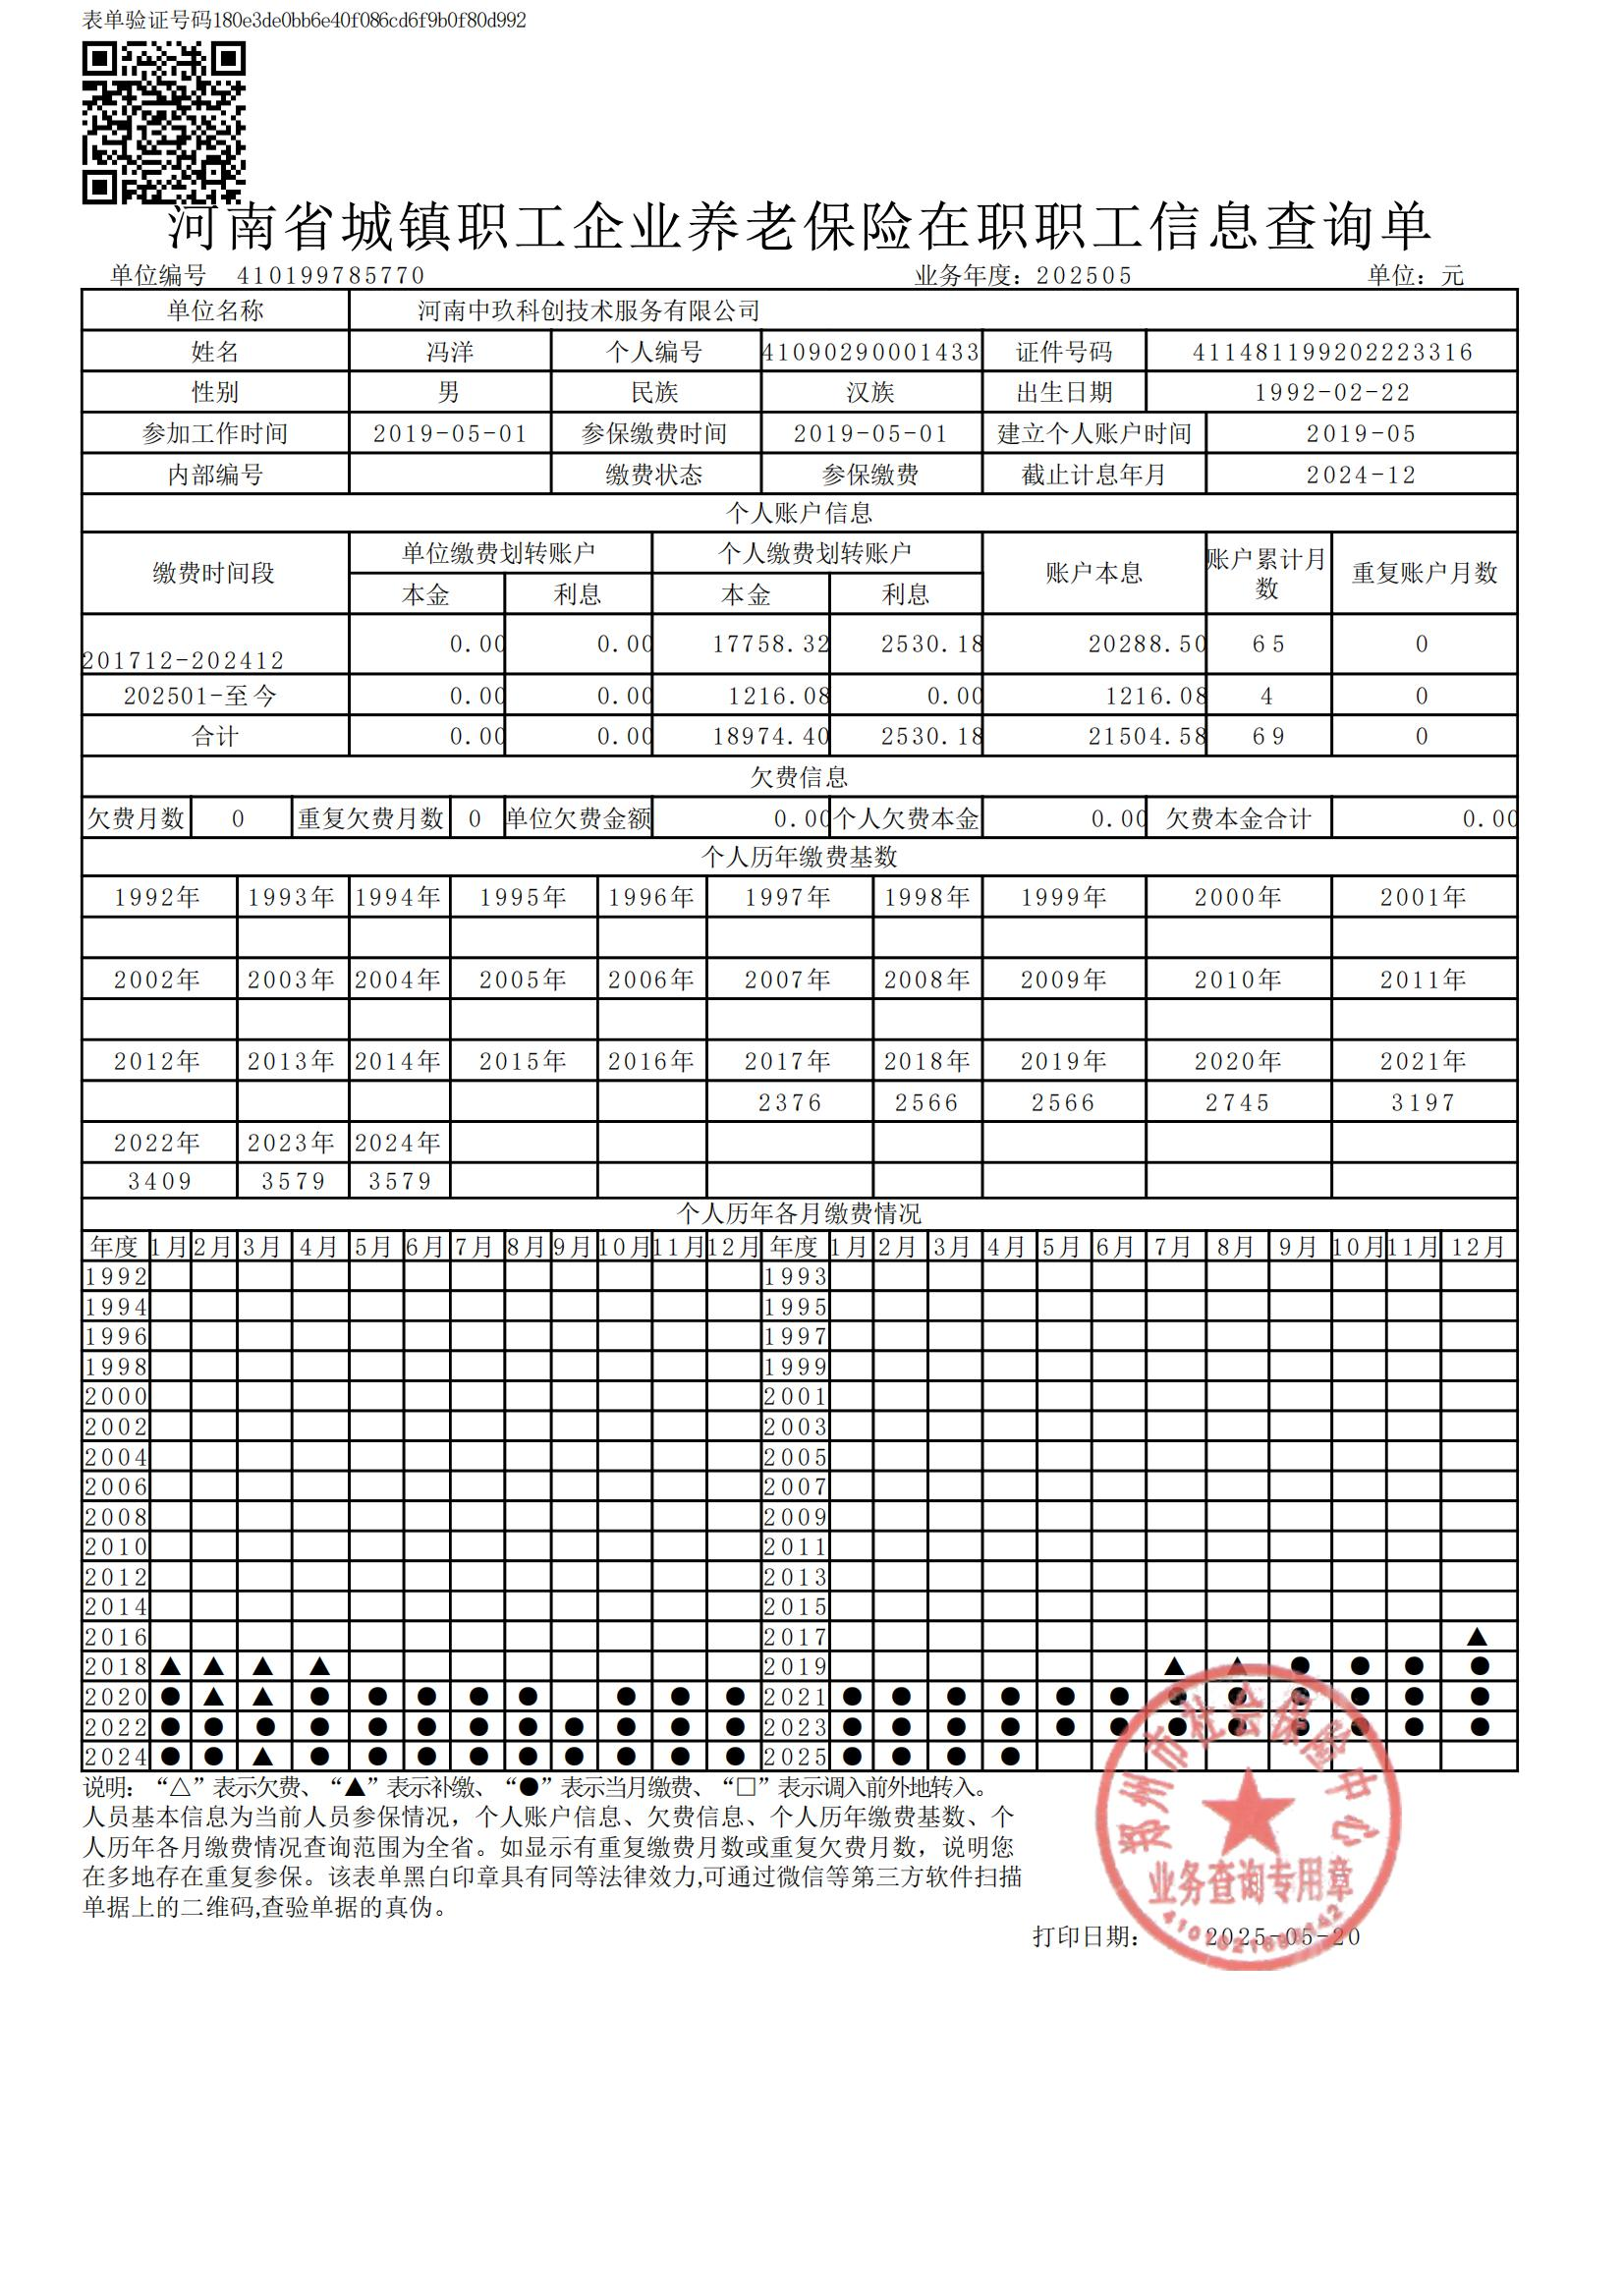 表单验证号码180e3de0bb6e40f086cd6f9b0f80d992
河南省城镇职工企业养老保险在职职工信息查询单
单位编号 410199785770 业务年度：202505 单位：元
单位名称 河南中玖科创技术服务有限公司
姓名 冯洋 个人编号 41090290001433 证件号码 411481199202223316
性别 男 民族 汉族 出生日期 1992-02-22
参加工作时间 2019-05-01 参保缴费时间 2019-05-01 建立个人账户时间 2019-05
内部编号 缴费状态 参保缴费 截止计息年月 2024-12
个人账户信息
缴费时间段 单位缴费划转账户 个人缴费划转账户 账户本息 账户累计月数 重复账户月数
本金 利息 本金 利息
201712-202412 0.00 0.00 17758.32 2530.18 20288.50 65 0
202501-至今 0.00 0.00 1216.08 0.00 1216.08 4 0
合计 0.00 0.00 18974.40 2530.18 21504.58 69 0
欠费信息
欠费月数 0 重复欠费月数 0 单位欠费金额 0.00 个人欠费本金 0.00 欠费本金合计 0.00
个人历年缴费基数
1992年 1993年 1994年 1995年 1996年 1997年 1998年 1999年 2000年 2001年
2002年 2003年 2004年 2005年 2006年 2007年 2008年 2009年 2010年 2011年
2012年 2013年 2014年 2015年 2016年 2017年 2018年 2019年 2020年 2021年
2376 2566 2566 2745 3197
2022年 2023年 2024年
3409 3579 3579
个人历年各月缴费情况
年度 1月 2月 3月 4月 5月 6月 7月 8月 9月 10月 11月 12月 年度 1月 2月 3月 4月 5月 6月 7月 8月 9月 10月 11月 12月
1992 1993
1994 1995
1996 1997
1998 1999
2000 2001
2002 2003
2004 2005
2006 2007
2008 2009
2010 2011
2012 2013
2014 2015
2016 2017 ▲
2018 ▲ ▲ ▲ ▲ 2019 ▲ ▲ ● ● ● ●
2020 ● ▲ ▲ ● ● ● ● ● ● ● ● 2021 ● ● ● ● ● ● ● ● ● ● ● ●
2022 ● ● ● ● ● ● ● ● ● ● ● ● 2023 ● ● ● ● ● ● ● ● ● ● ● ●
2024 ● ● ▲ ● ● ● ● ● ● ● ● ● 2025 ● ● ● ●
说明：“△”表示欠费、“▲”表示补缴、“●”表示当月缴费、“□”表示调入前外地转入。
人员基本信息为当前人员参保情况，个人账户信息、欠费信息、个人历年缴费基数、个
人历年各月缴费情况查询范围为全省。如显示有重复缴费月数或重复欠费月数，说明您
在多地存在重复参保。该表单黑白印章具有同等法律效力,可通过微信等第三方软件扫描
单据上的二维码,查验单据的真伪。
打印日期： 2025-05-20
郑州市社会保险中心
业务查询专用章